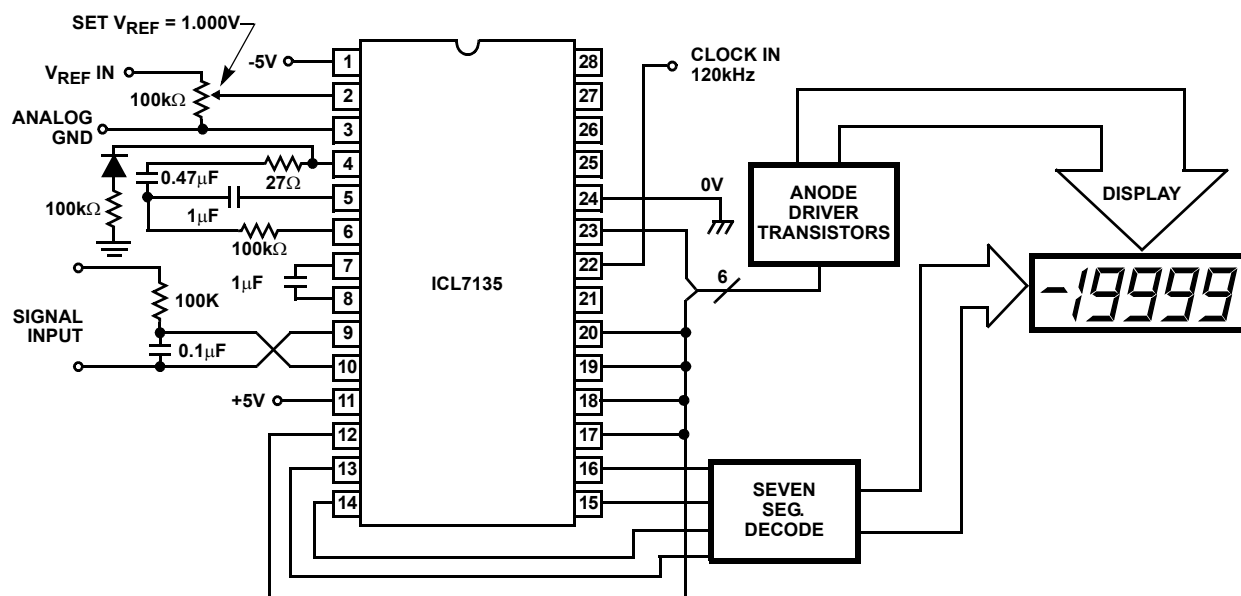 SET VREF = 1.000V
VREF IN
-5V
100kΩ
ANALOG
GND
0.47μF
27Ω
100kΩ
1μF
100kΩ
1μF
100K
SIGNAL
INPUT
0.1μF
+5V
1
2
3
4
5
6
7
8
9
10
11
12
13
14
ICL7135
28
27
26
25
24
23
22
21
20
19
18
17
16
15
CLOCK IN
120kHz
0V
6
ANODE
DRIVER
TRANSISTORS
DISPLAY
-19999
SEVEN
SEG.
DECODE